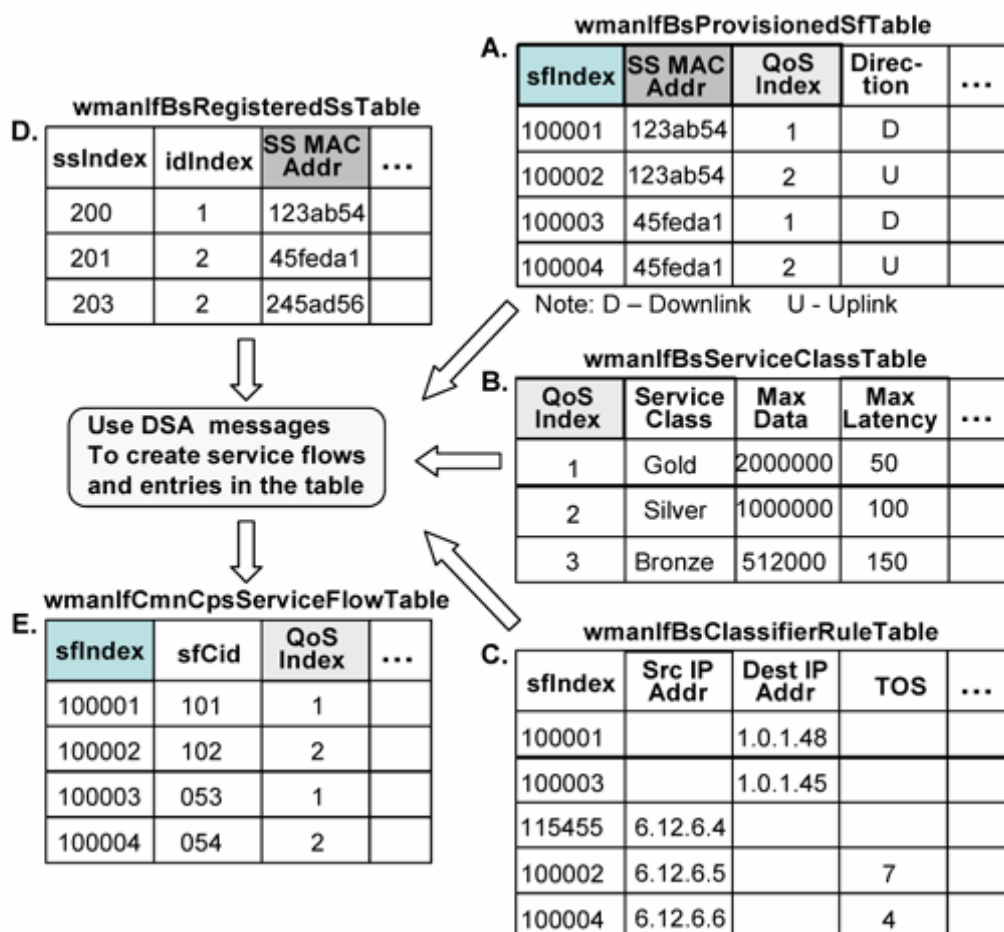 wmanIfBsProvisionedSfTable
A.
sfIndex SS MAC Addr QoS Index Direc-tion ...
100001 123ab54 1 D
100002 123ab54 2 U
100003 45feda1 1 D
100004 45feda1 2 U
Note: D – Downlink U - Uplink
wmanIfBsRegisteredSsTable
D.
ssIndex idIndex SS MAC Addr ...
200 1 123ab54
201 2 45feda1
203 2 245ad56
wmanIfBsServiceClassTable
B.
QoS Index Service Class Max Data Max Latency ...
1 Gold 2000000 50
2 Silver 1000000 100
3 Bronze 512000 150
Use DSA messages
To create service flows
and entries in the table
wmanIfCmnCpsServiceFlowTable
E.
sfIndex sfCid QoS Index ...
100001 101 1
100002 102 2
100003 053 1
100004 054 2
wmanIfBsClassifierRuleTable
C.
sfIndex Src IP Addr Dest IP Addr TOS ...
100001 1.0.1.48
100003 1.0.1.45
115455 6.12.6.4
100002 6.12.6.5 7
100004 6.12.6.6 4